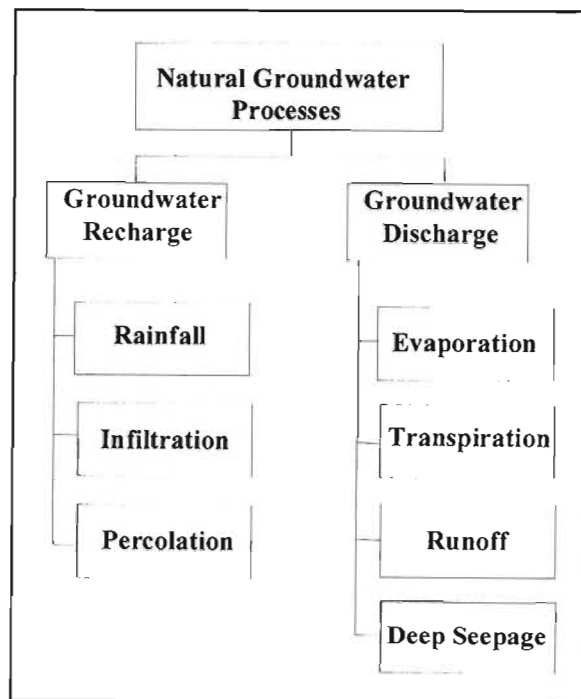 Natural Groundwater
Processes
Groundwater
Recharge
Groundwater
Discharge
Rainfall
Infiltration
Percolation
Evaporation
Transpiration
Runoff
Deep Seepage